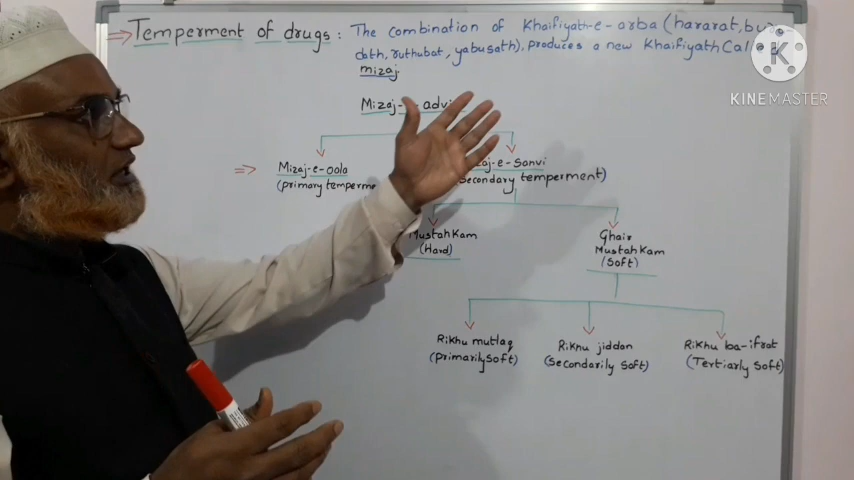 ⇒ Temperment of drugs: The combination of Khaifiyath-e-arba (hararat,
dath, ruthubat, yabusath), produces a new Khaifiyath
mizaj.
KINEMASTER
Mizaj-
Mizaj-e-oola
-e-sanvi
(primary
Secondary temperment)
Mustahkam
(Hard)
Ghair
Mustahkam
(soft)
Rikhu mutlaq
(primarily soft)
Rikhu jiddan
(Secondarily soft)
Rikhu ba-ifrat
(Tertiarly soft)